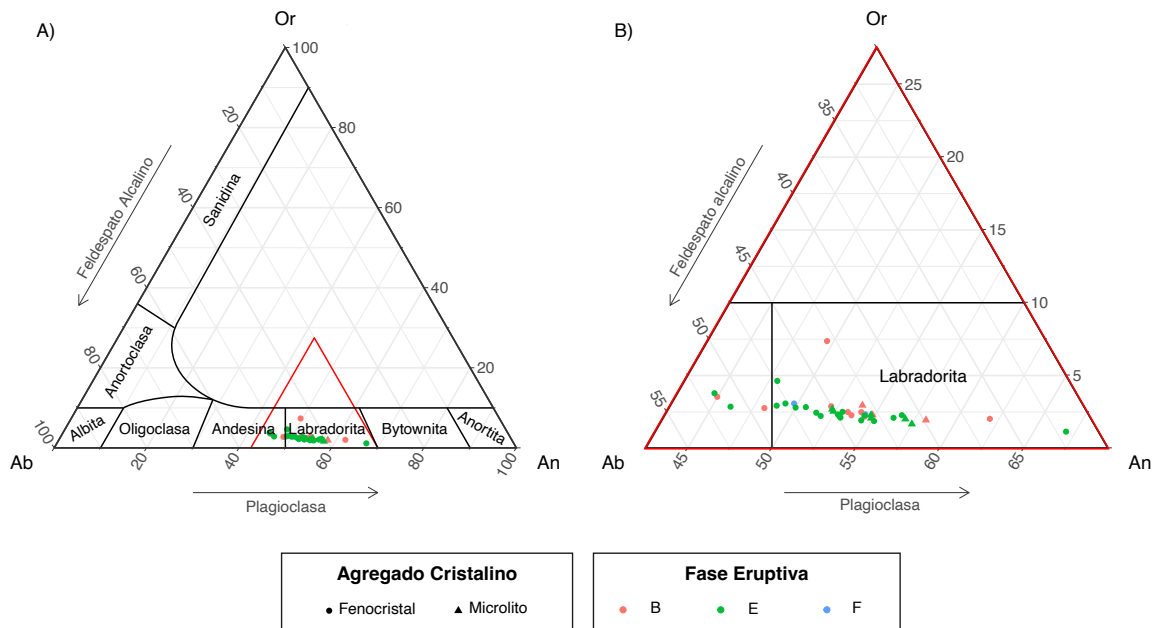 A)
Or
100
80
60
40
20
20
40
60
80
100
Feldespato Alcalino
Sanidina
Anortoclasa
Albita
Oligoclasa
Andesina
Labradorita
Bytownita
Anortita
Ab
An
20
40
60
80
100
Plagioclasa
B)
Or
25
20
15
10
5
35
40
45
50
55
Feldespato alcalino
Labradorita
Ab
An
45
50
55
60
65
Plagioclasa
Agregado Cristalino
Fenocristal Microlito
Fase Eruptiva
B E F